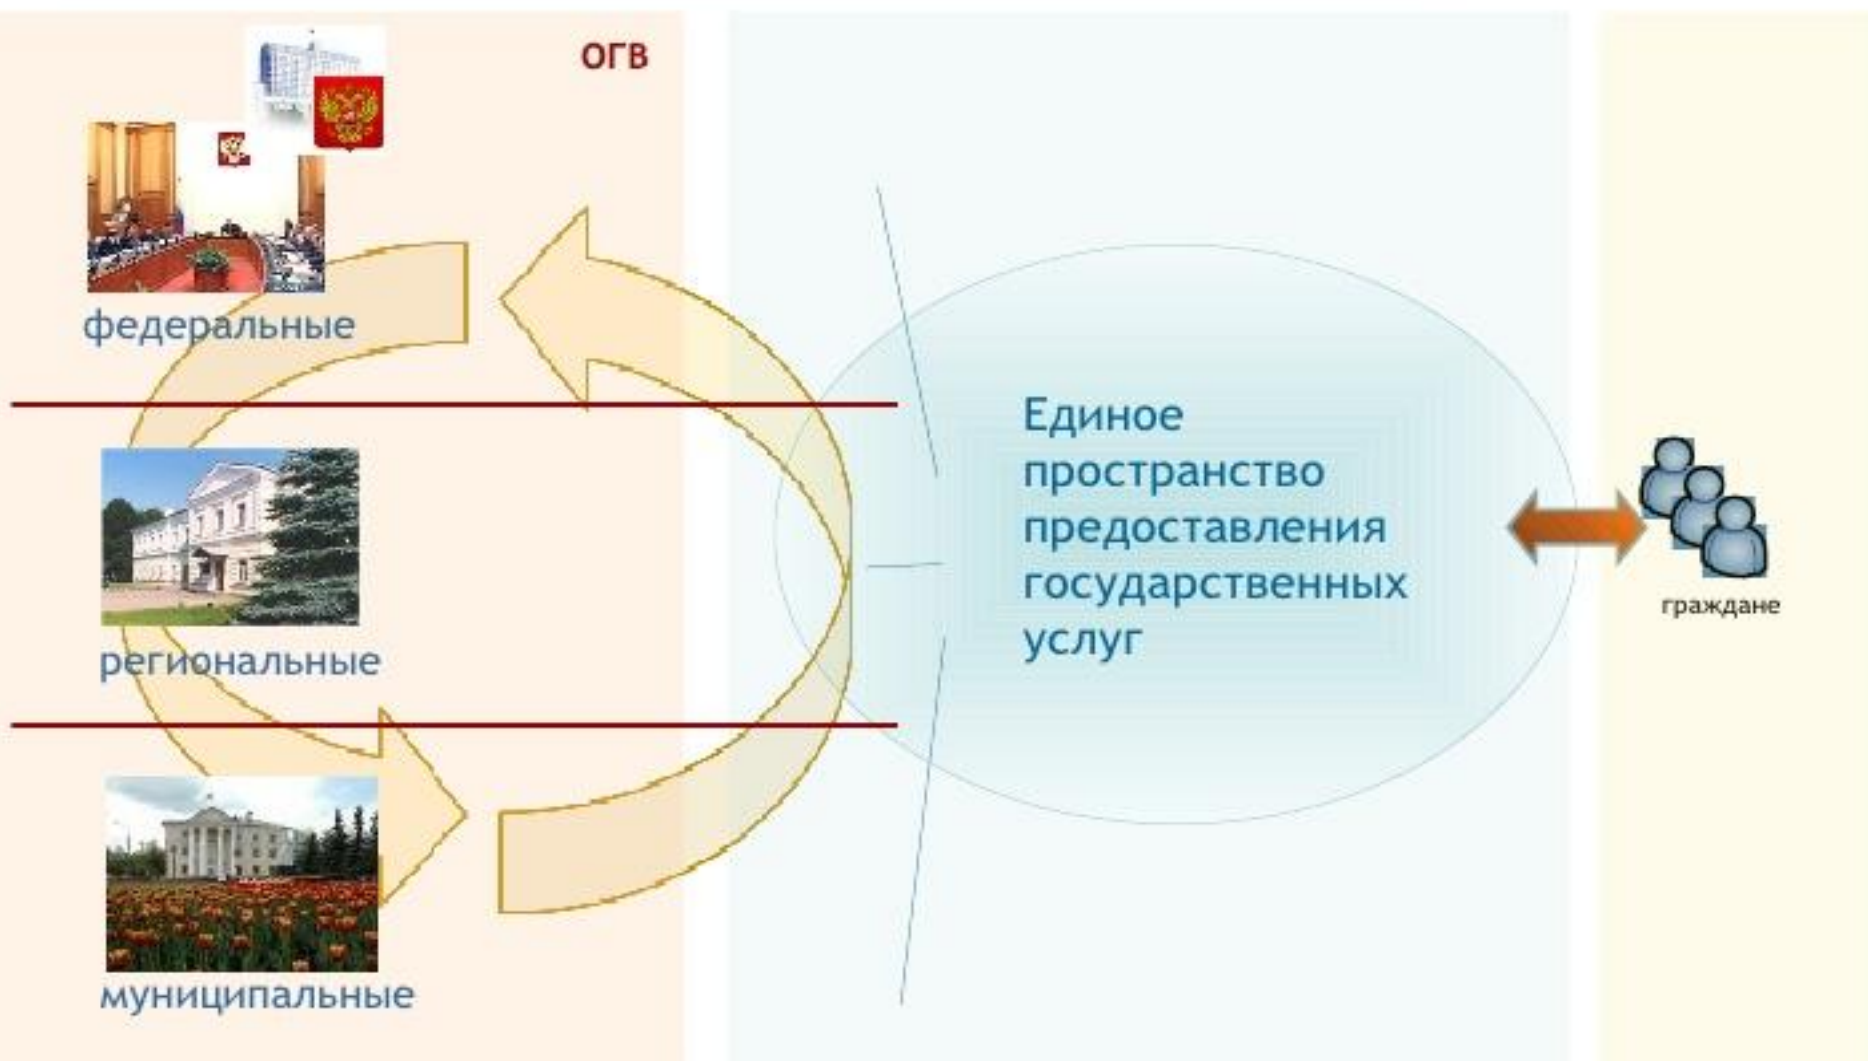 ОГВ
федеральные
региональные
муниципальные
Единое
пространство
предоставления
государственных
услуг
граждане